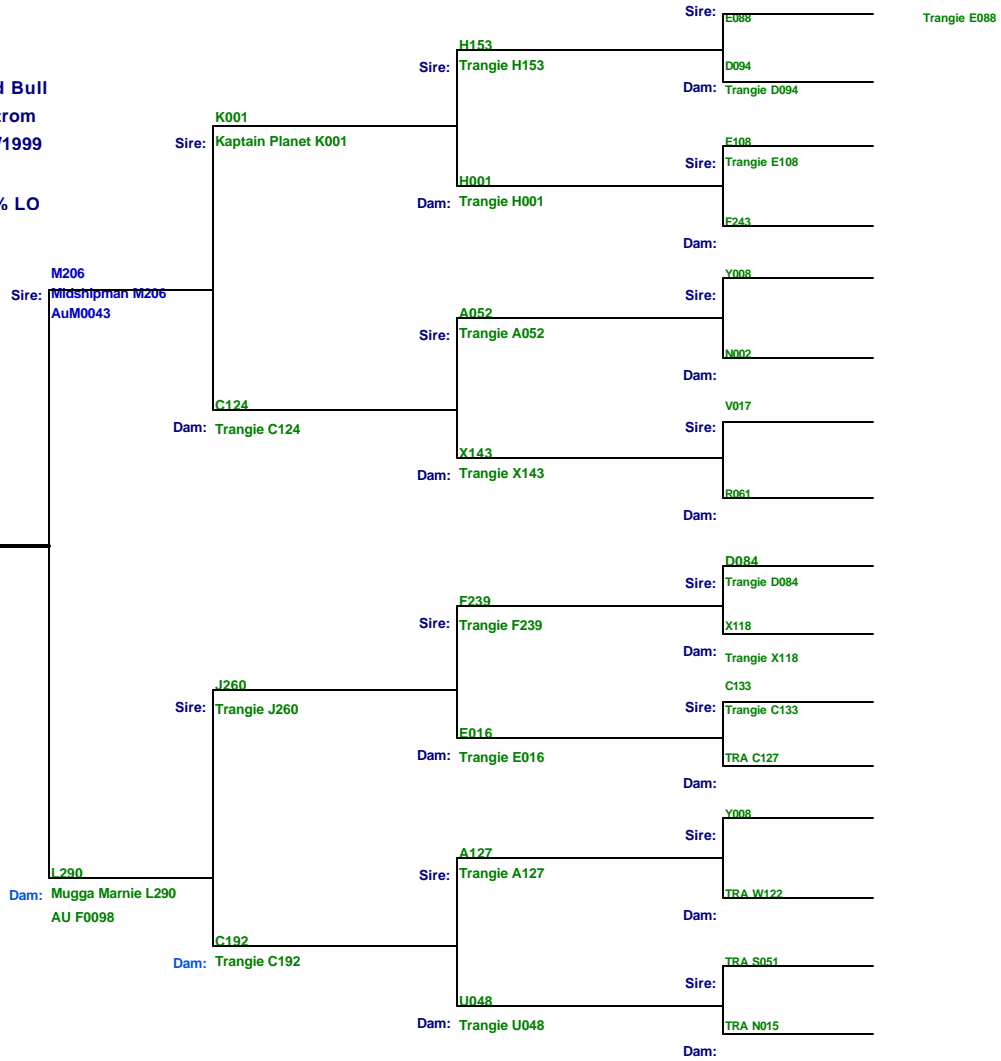 Sire: E088 Trangie E088
H153
Sire: Trangie H153
D094
Dam: Trangie D094
d Bull
trom
/1999
K001
Sire: Kaptain Planet K001
E108
Sire: Trangie E108
H001
Dam: Trangie H001
% LO
F243
Dam:
M206
Sire: Midshipman M206
AuM0043
Y008
Sire:
A052
Sire: Trangie A052
N002
Dam:
C124
Dam: Trangie C124
V017
Sire:
X143
Dam: Trangie X143
R061
Dam:
D084
Sire: Trangie D084
F239
Sire: Trangie F239
X118
Dam: Trangie X118
J260
Sire: Trangie J260
C133
Sire: Trangie C133
E016
Dam: Trangie E016
TRA C127
Dam:
Y008
Sire:
A127
Sire: Trangie A127
L290
Dam: Mugga Marnie L290
AU F0098
TRA W122
Dam:
C192
Dam: Trangie C192
TRA S051
Sire:
U048
Dam: Trangie U048
TRA N015
Dam: